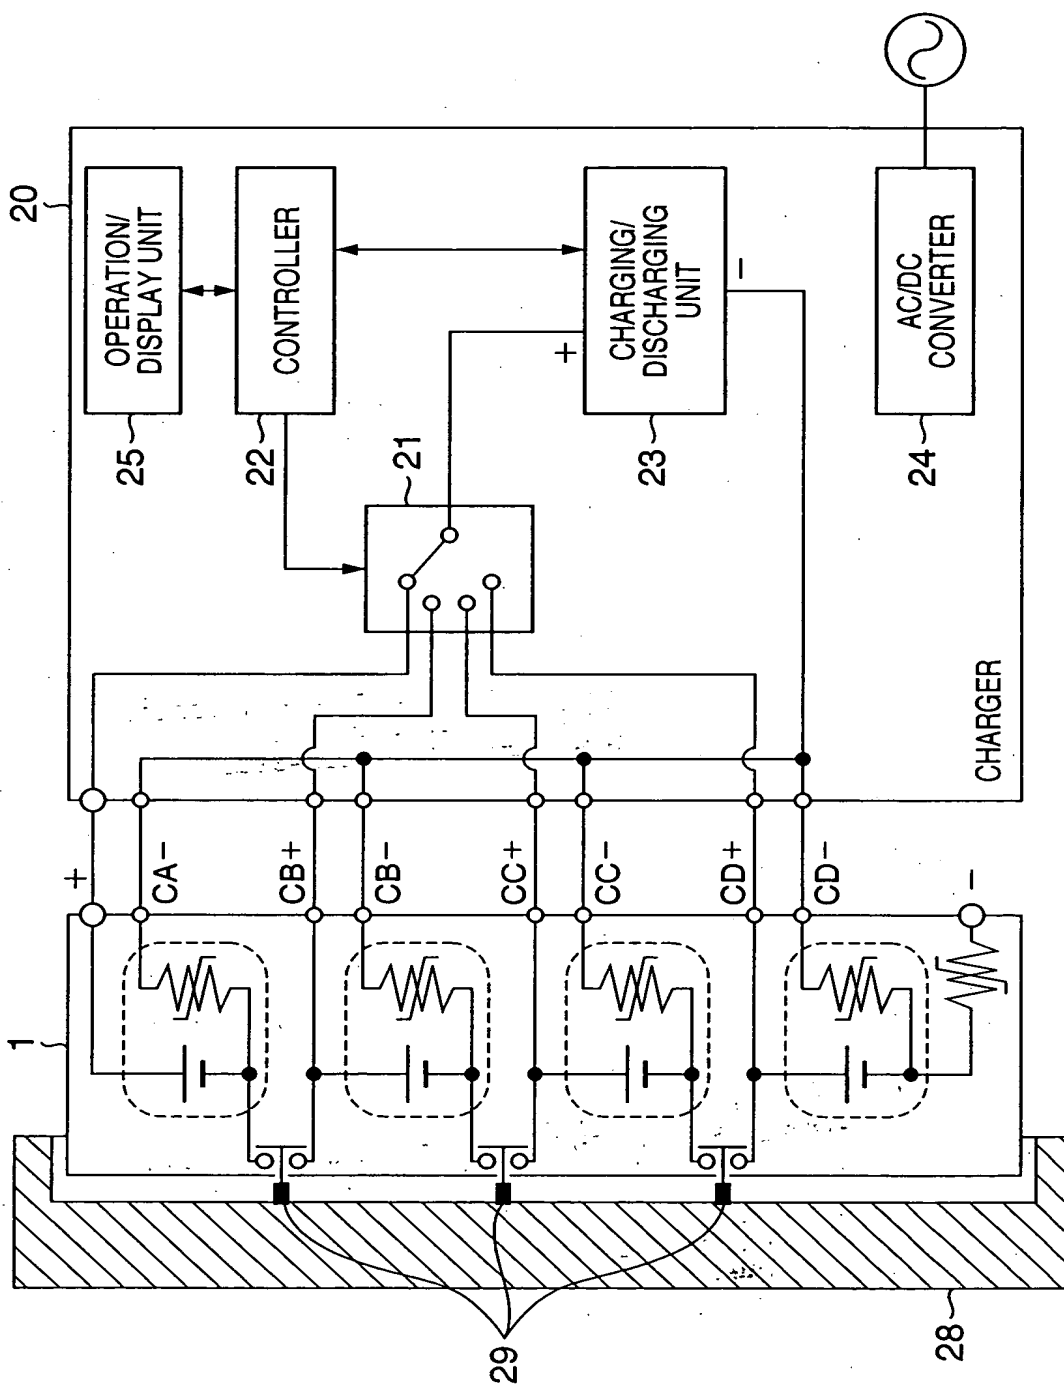 20
OPERATION/
DISPLAY UNIT
25
CONTROLLER
22
21
CHARGING/
DISCHARGING
UNIT
23
+
−
AC/DC
CONVERTER
24
CHARGER
1
+
CA−
CB+
CB−
CC+
CC−
CD+
CD−
−
29
28